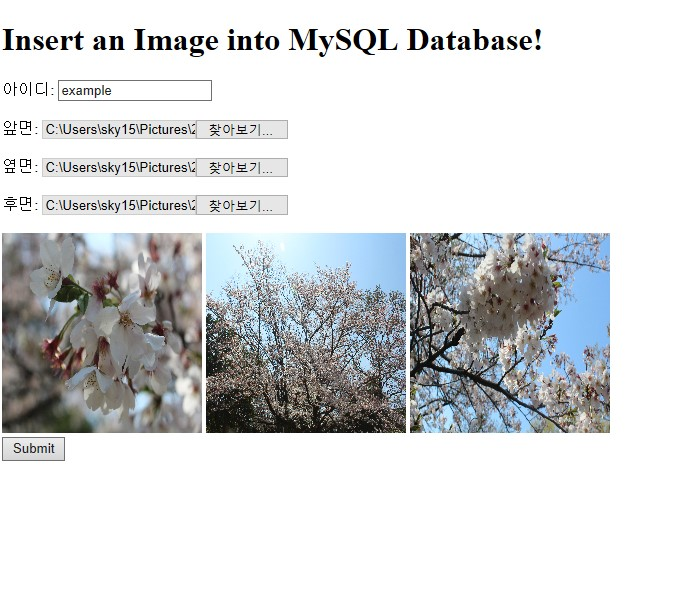 Insert an Image into MySQL Database!
아이디: example
앞면: C:\Users\sky15\Pictures\2 찾아보기...
옆면: C:\Users\sky15\Pictures\2 찾아보기...
후면: C:\Users\sky15\Pictures\2 찾아보기...
Submit